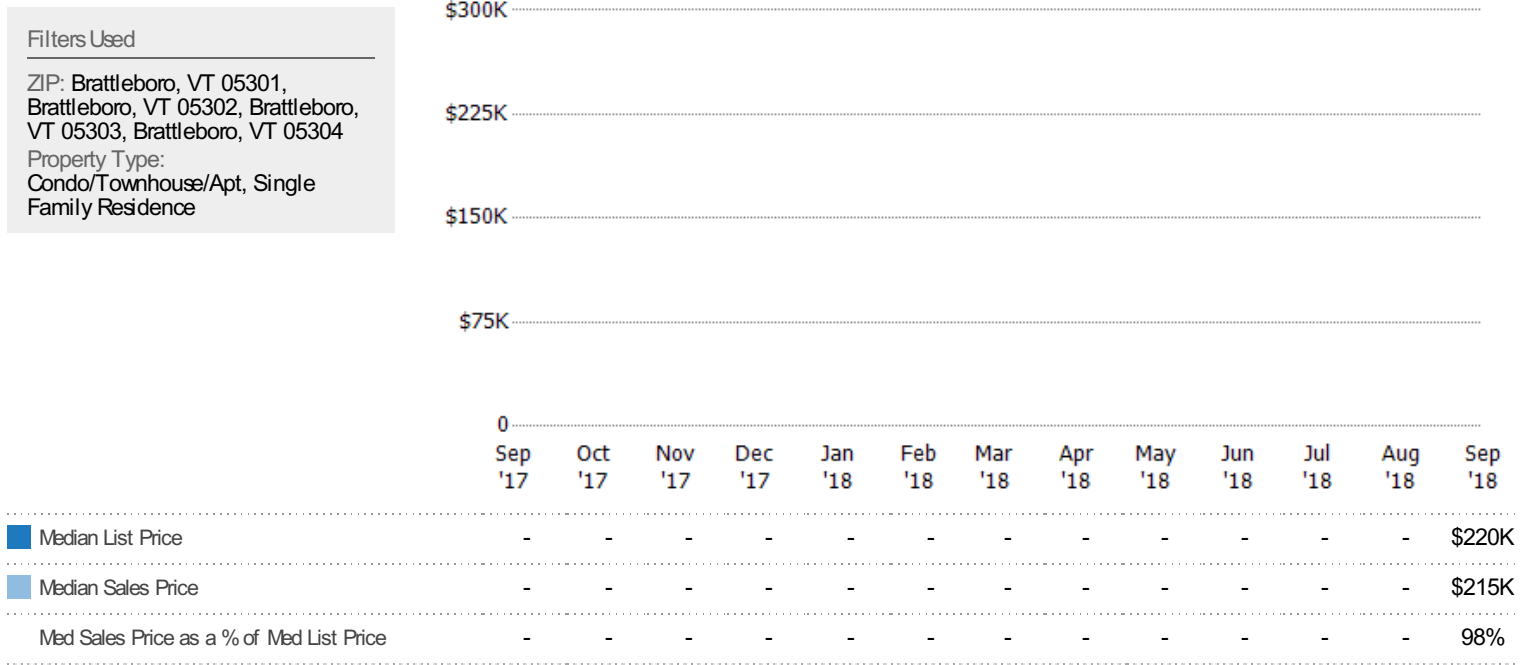 Filters Used
ZIP: Brattleboro, VT 05301,
Brattleboro, VT 05302, Brattleboro,
VT 05303, Brattleboro, VT 05304
Property Type:
Condo/Townhouse/Apt, Single
Family Residence
$300K
$225K
$150K
$75K
0
Sep Oct Nov Dec Jan Feb Mar Apr May Jun Jul Aug Sep
'17 '17 '17 '17 '18 '18 '18 '18 '18 '18 '18 '18 '18
Median List Price - - - - - - - - - - - - $220K
Median Sales Price - - - - - - - - - - - - $215K
Med Sales Price as a % of Med List Price - - - - - - - - - - - - 98%